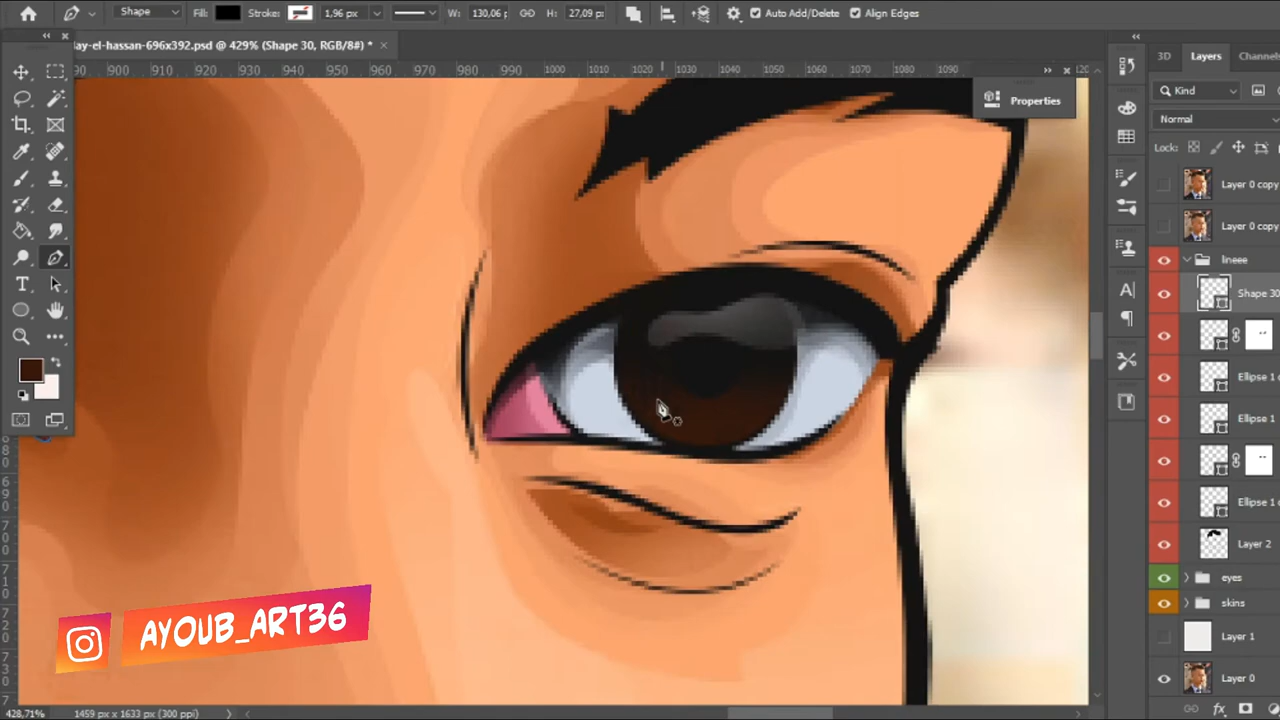 Shape Fill: Stroke: 1,96 px W: 130,06 H: 27,09 p Auto Add/Delete Align Edges
lay-el-hassan-696x392.psd @ 429% (Shape 30, RGB/8#) * ×
90 900 910 920 930 940 950 960 970 980 990 1000 1010 1020 1030 1040 1050 1060 1070 1080 1090
3D Layers Channels
Kind
Properties
Normal
Lock:
Layer 0 copy
Layer 0 copy
lineee
Shape 30
Ellipse 1
Ellipse 1
Ellipse 1
Layer 2
eyes
skins
Layer 1
Layer 0
AYOUB_ART36
428,71% 1459 px x 1633 px (300 ppi)